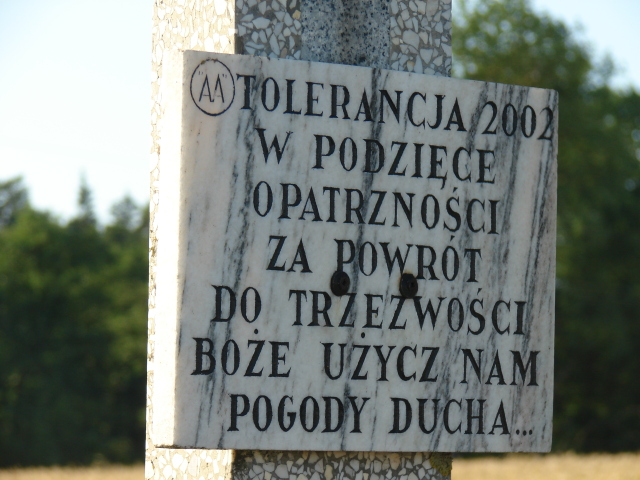 AA TOLERANCJA 2002
W PODZIĘCE
OPATRZNOŚCI
ZA POWRÓT
DO TRZEŹWOŚCI
BOŻE UŻYCZ NAM
POGODY DUCHA...